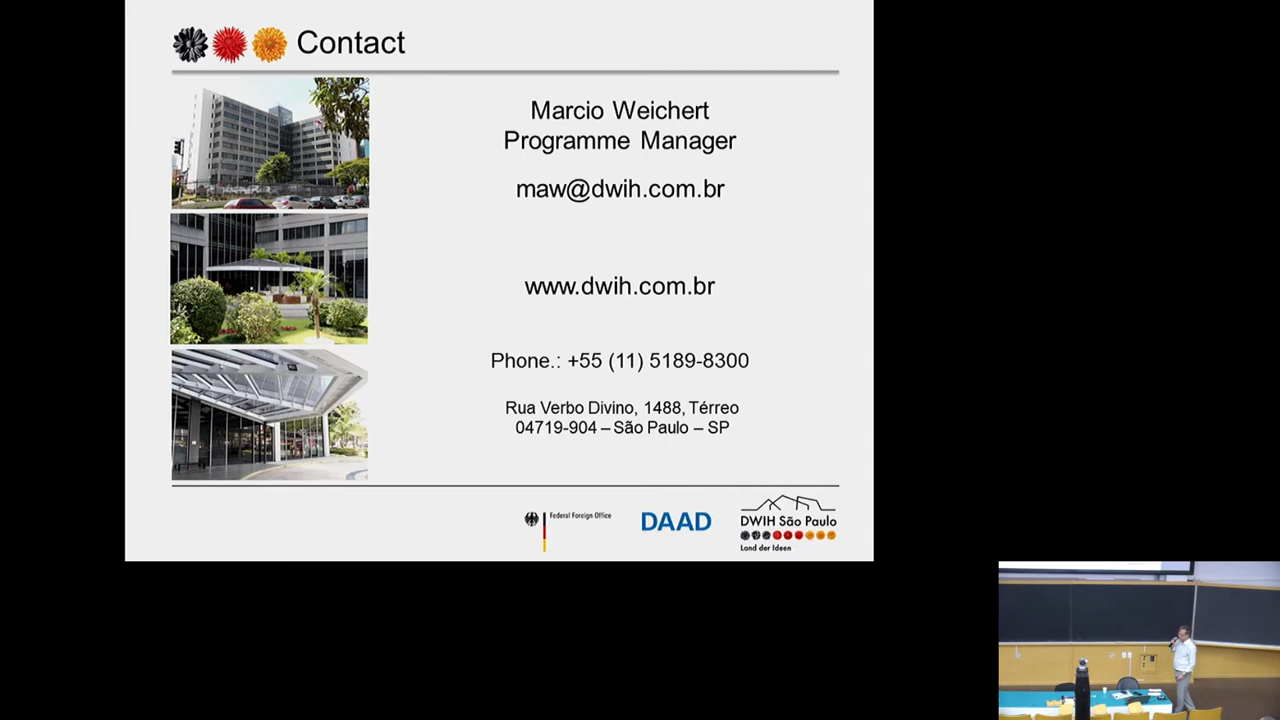 Contact
Marcio Weichert
Programme Manager
maw@dwih.com.br
www.dwih.com.br
Phone.: +55 (11) 5189-8300
Rua Verbo Divino, 1488, Térreo
04719-904 – São Paulo – SP
Federal Foreign Office
DAAD
DWIH São Paulo
Land der Ideen